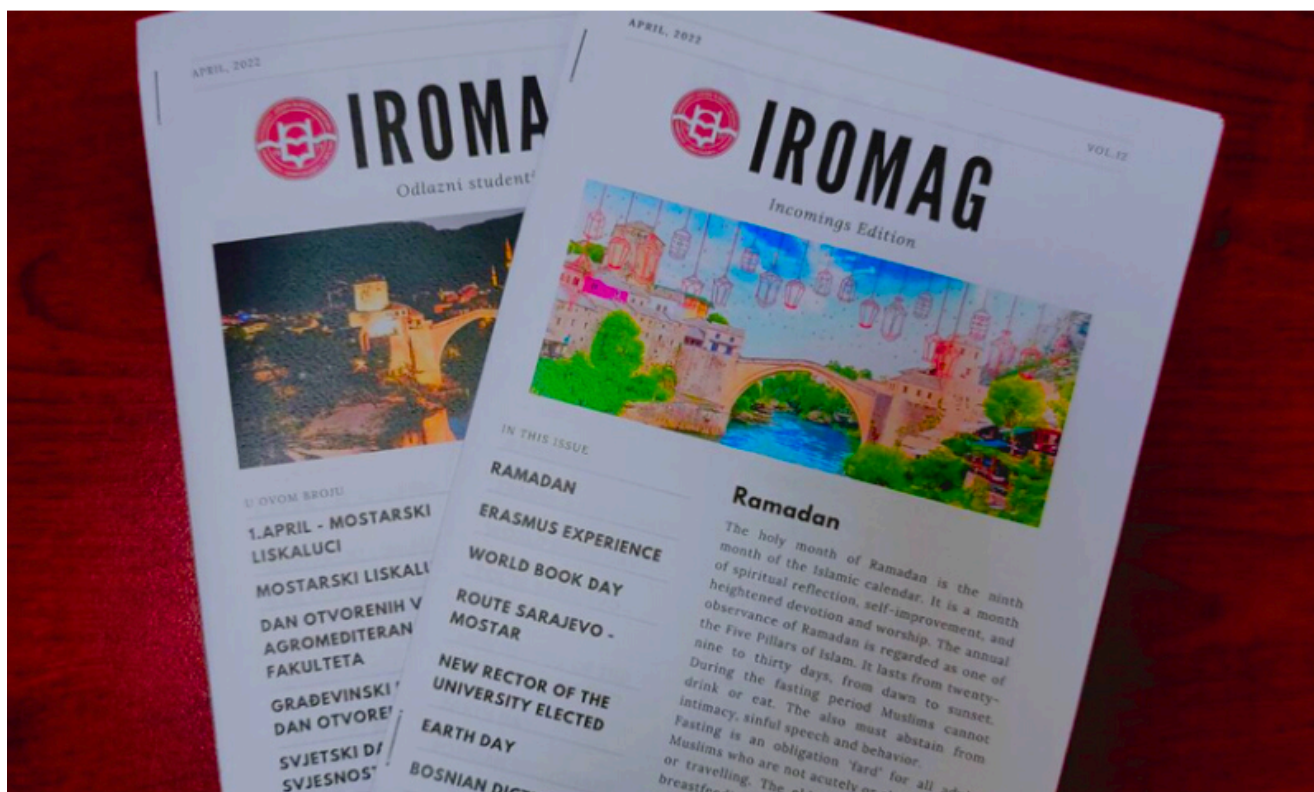 APRIL, 2022
IROMA
Odlazni studenti
U OVOM BROJU
1.APRIL - MOSTARSKI
LISKALUCI
MOSTARSKI LISKALU
DAN OTVORENIH V
AGROMEDITERAN
FAKULTETA
GRAĐEVINSKI
DAN OTVORE
SVJETSKI DA
SVJESNOST
APRIL, 2022
VOL.12
IROMAG
Incomings Edition
IN THIS ISSUE
RAMADAN
ERASMUS EXPERIENCE
WORLD BOOK DAY
ROUTE SARAJEVO -
MOSTAR
NEW RECTOR OF THE
UNIVERSITY ELECTED
EARTH DAY
BOSNIAN DICT
Ramadan
The holy month of Ramadan is the ninth
month of the Islamic calendar. It is a month
of spiritual reflection, self-improvement, and
heightened devotion and worship. The annual
observance of Ramadan is regarded as one of
the Five Pillars of Islam. It lasts from twenty-
nine to thirty days, from dawn to sunset.
During the fasting period Muslims cannot
drink or eat. The also must abstain from
intimacy, sinful speech and behavior.
Fasting is an obligation 'fard' for all
Muslims who are not acutely or
or travelling. The